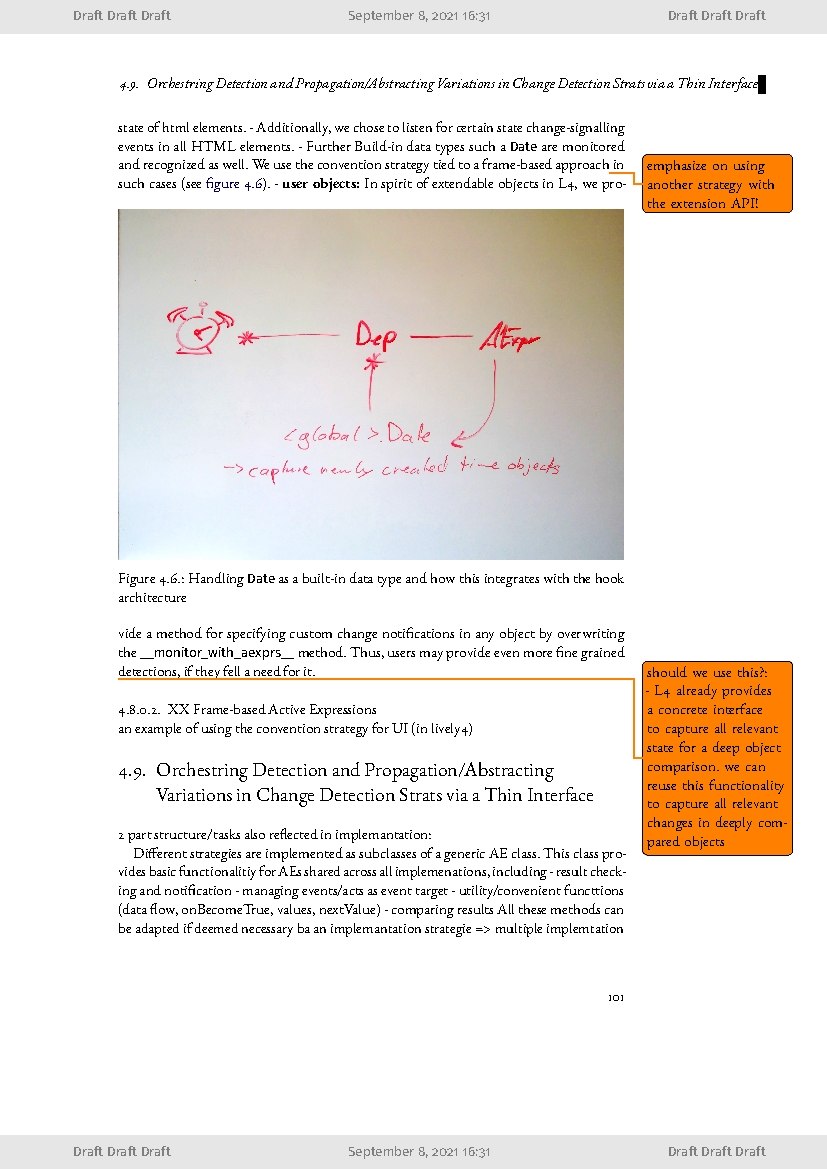 Draft Draft Draft September 8, 2021 16:31 Draft Draft Draft
4.9. Orchestring Detection and Propagation/Abstracting Variations in Change Detection Strats via a Thin Interface
state of html elements. - Additionally, we chose to listen for certain state change-signalling
events in all HTML elements. - Further Build-in data types such a Date are monitored
and recognized as well. We use the convention strategy tied to a frame-based approach in
such cases (see figure 4.6). - user objects: In spirit of extendable objects in L4, we pro-
emphasize on using
another strategy with
the extension API!
* Dep AExpr
*
<global>.Date
-> capture newly created time objects
Figure 4.6.: Handling Date as a built-in data type and how this integrates with the hook
architecture
vide a method for specifying custom change notifications in any object by overwriting
the __monitor_with_aexprs__ method. Thus, users may provide even more fine grained
detections, if they fell a need for it.
should we use this?:
- L4 already provides
a concrete interface
to capture all relevant
state for a deep object
comparison. we can
reuse this functionality
to capture all relevant
changes in deeply com-
pared objects
4.8.0.2. XX Frame-based Active Expressions
an example of using the convention strategy for UI (in lively4)
4.9. Orchestring Detection and Propagation/Abstracting
Variations in Change Detection Strats via a Thin Interface
2 part structure/tasks also reflected in implemantation:
Different strategies are implemented as subclasses of a generic AE class. This class pro-
vides basic functionalitiy for AEs shared across all implemenations, including - result check-
ing and notification - managing events/acts as event target - utility/convenient functtions
(data flow, onBecomeTrue, values, nextValue) - comparing results All these methods can
be adapted if deemed necessary ba an implemantation strategie => multiple implemtation
101
Draft Draft Draft September 8, 2021 16:31 Draft Draft Draft